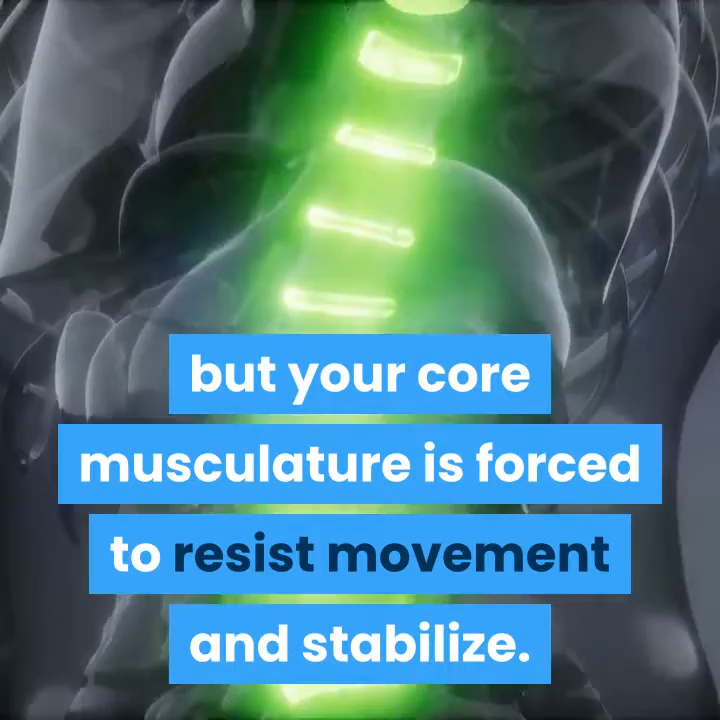 but your core
musculature is forced
to resist movement
and stabilize.